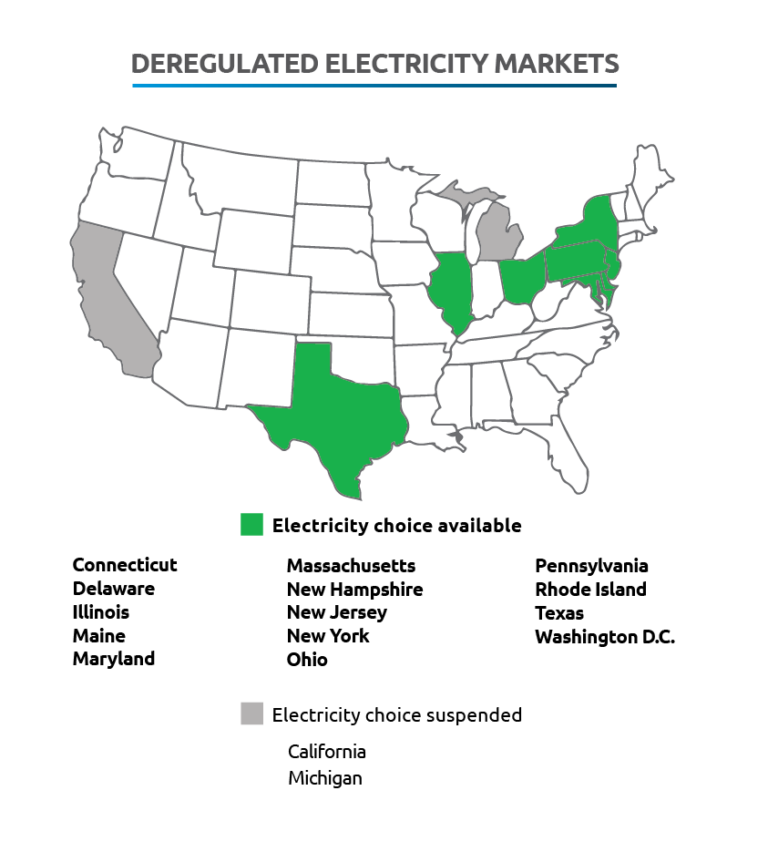 DEREGULATED ELECTRICITY MARKETS
Electricity choice available
Connecticut
Delaware
Illinois
Maine
Maryland
Massachusetts
New Hampshire
New Jersey
New York
Ohio
Pennsylvania
Rhode Island
Texas
Washington D.C.
Electricity choice suspended
California
Michigan